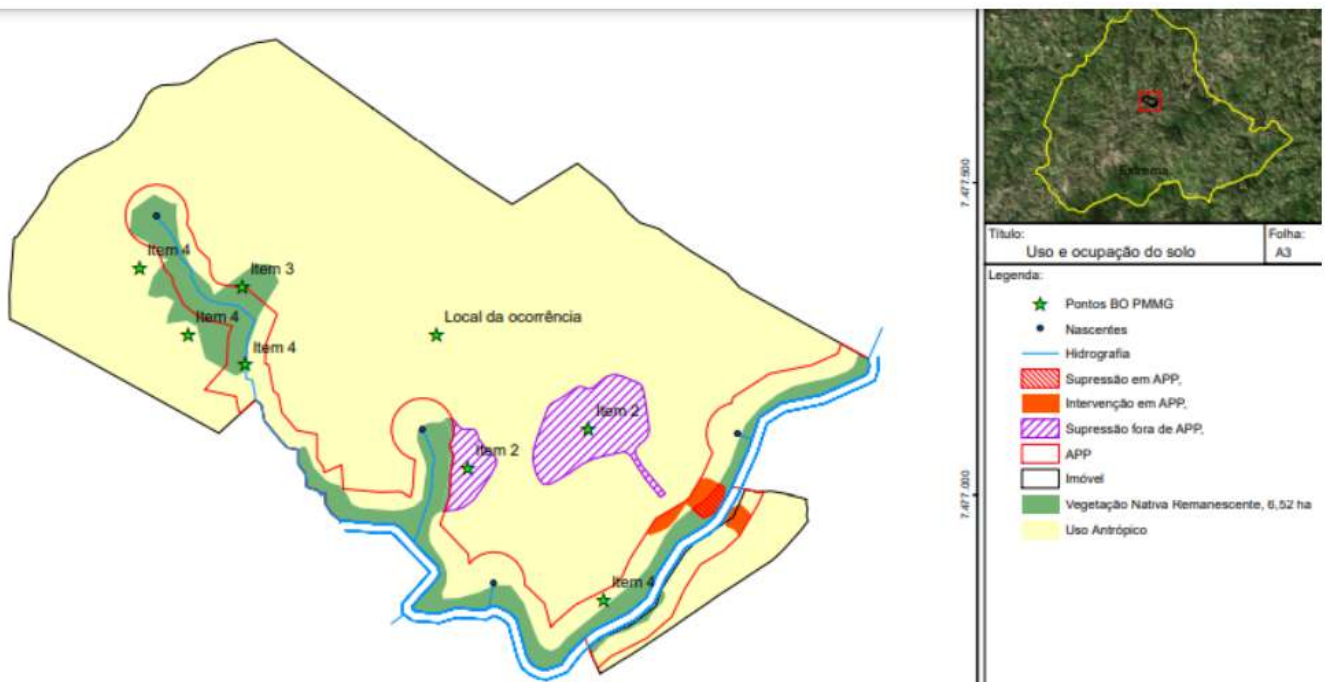 Item 4
Item 3
Item 4
Item 4
Local da ocorrência
Item 2
Item 2
Item 4
7.477.500
7.477.000
Extrema
Título:
Uso e ocupação do solo
Folha:
A3
Legenda:
Pontos BO PMMG
Nascentes
Hidrografia
Supressão em APP,
Intervenção em APP,
Supressão fora de APP,
APP
Imóvel
Vegetação Nativa Remanescente, 6,52 ha
Uso Antrópico